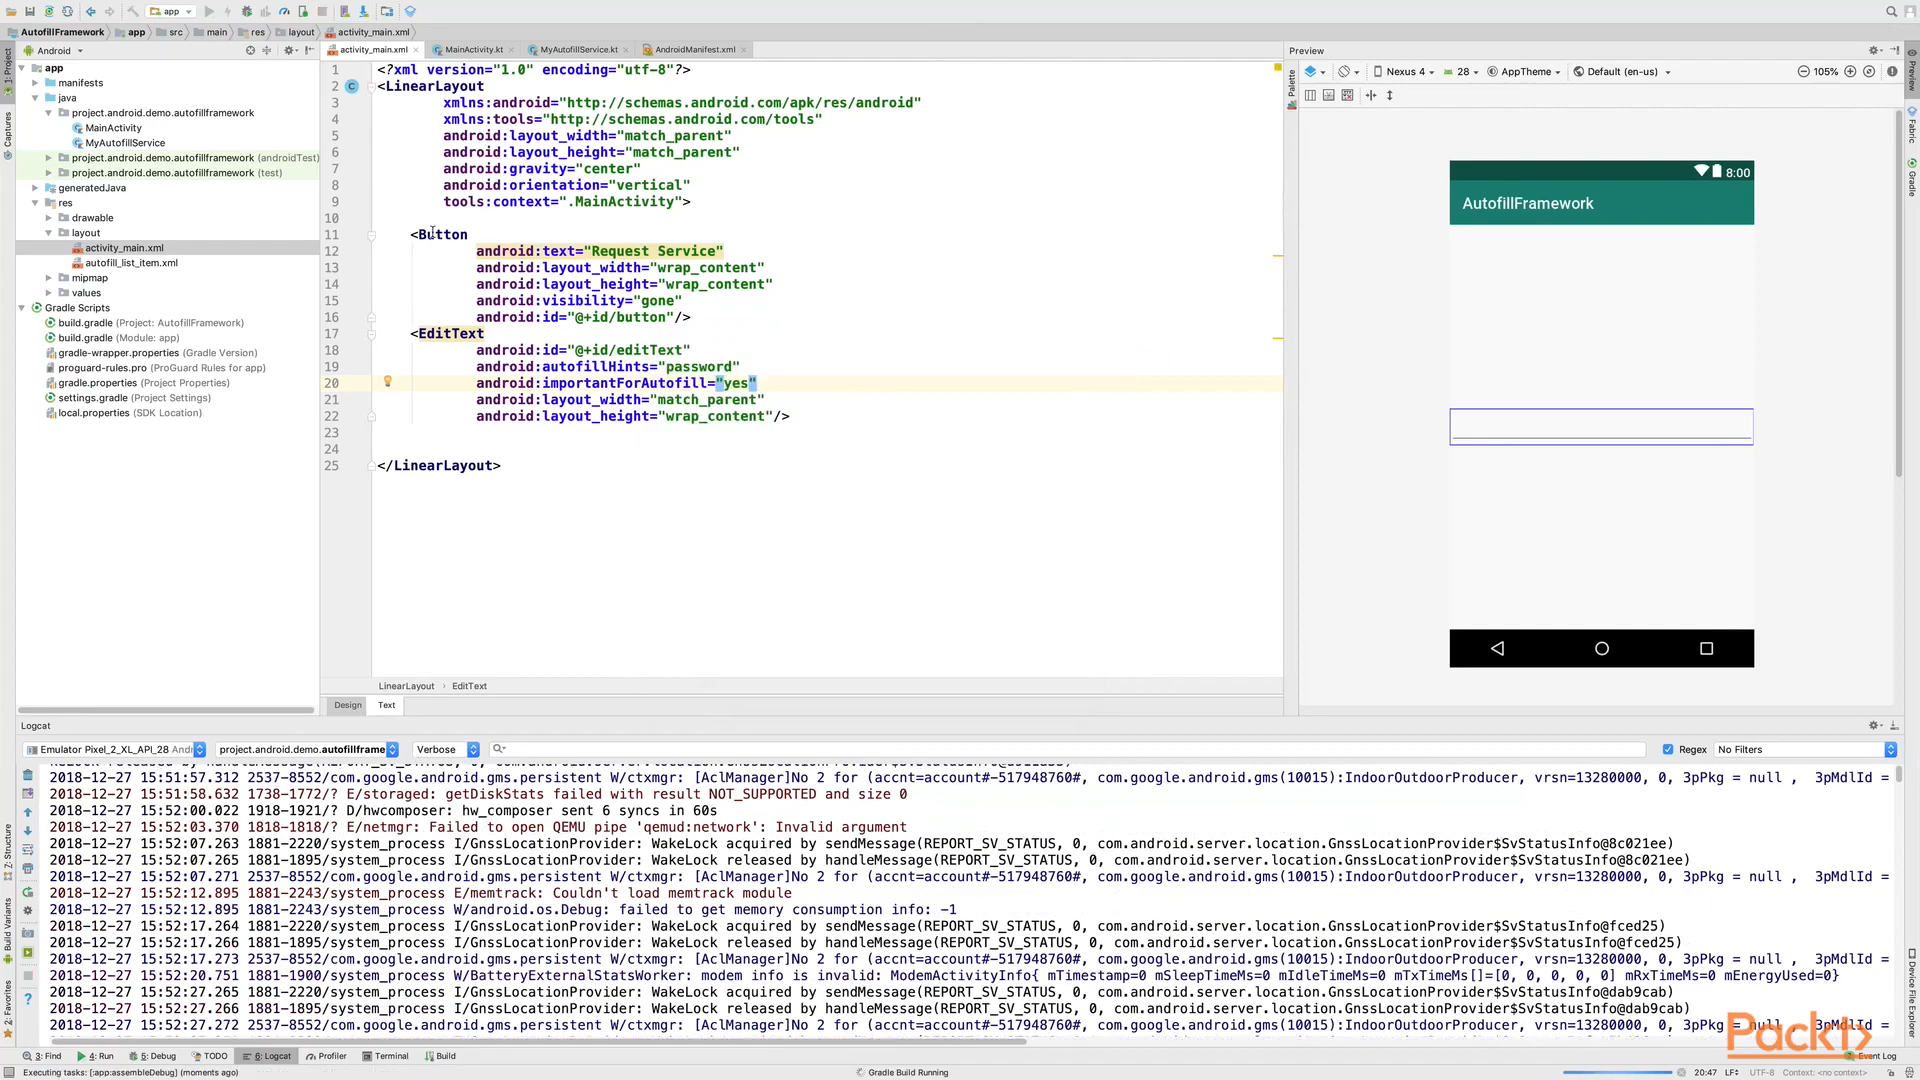 app
AutofillFramework
app
src
main
res
layout
activity_main.xml
Android
activity_main.xml
MainActivity.kt
MyAutofillService.kt
AndroidManifest.xml
Preview
1: Project
Captures
Z: Structure
Build Variants
2: Favorites
app
manifests
java
project.android.demo.autofillframework
MainActivity
MyAutofillService
project.android.demo.autofillframework (androidTest)
project.android.demo.autofillframework (test)
generatedJava
res
drawable
layout
activity_main.xml
autofill_list_item.xml
mipmap
values
Gradle Scripts
build.gradle (Project: AutofillFramework)
build.gradle (Module: app)
gradle-wrapper.properties (Gradle Version)
proguard-rules.pro (ProGuard Rules for app)
gradle.properties (Project Properties)
settings.gradle (Project Settings)
local.properties (SDK Location)
1 <?xml version="1.0" encoding="utf-8"?>
2 <LinearLayout
3 xmlns:android="http://schemas.android.com/apk/res/android"
4 xmlns:tools="http://schemas.android.com/tools"
5 android:layout_width="match_parent"
6 android:layout_height="match_parent"
7 android:gravity="center"
8 android:orientation="vertical"
9 tools:context=".MainActivity">
10
11 <Button
12 android:text="Request Service"
13 android:layout_width="wrap_content"
14 android:layout_height="wrap_content"
15 android:visibility="gone"
16 android:id="@+id/button"/>
17 <EditText
18 android:id="@+id/editText"
19 android:autofillHints="password"
20 android:importantForAutofill="yes"
21 android:layout_width="match_parent"
22 android:layout_height="wrap_content"/>
23
24
25 </LinearLayout>
LinearLayout › EditText
Design Text
Palette
Nexus 4 28 AppTheme Default (en-us) 105%
8:00
AutofillFramework
Preview
Fabric
Gradle
Device File Explorer
Logcat
Emulator Pixel_2_XL_API_28 Andr project.android.demo.autofillframe Verbose Regex No Filters
2018-12-27 15:51:57.312 2537-8552/com.google.android.gms.persistent W/ctxmgr: [AclManager]No 2 for (accnt=account#-517948760#, com.google.android.gms(10015):IndoorOutdoorProducer, vrsn=13280000, 0, 3pPkg = null , 3pMdlId =
2018-12-27 15:51:58.632 1738-1772/? E/storaged: getDiskStats failed with result NOT_SUPPORTED and size 0
2018-12-27 15:52:00.022 1918-1921/? D/hwcomposer: hw_composer sent 6 syncs in 60s
2018-12-27 15:52:03.370 1818-1818/? E/netmgr: Failed to open QEMU pipe 'qemud:network': Invalid argument
2018-12-27 15:52:07.263 1881-2220/system_process I/GnssLocationProvider: WakeLock acquired by sendMessage(REPORT_SV_STATUS, 0, com.android.server.location.GnssLocationProvider$SvStatusInfo@8c021ee)
2018-12-27 15:52:07.265 1881-1895/system_process I/GnssLocationProvider: WakeLock released by handleMessage(REPORT_SV_STATUS, 0, com.android.server.location.GnssLocationProvider$SvStatusInfo@8c021ee)
2018-12-27 15:52:07.271 2537-8552/com.google.android.gms.persistent W/ctxmgr: [AclManager]No 2 for (accnt=account#-517948760#, com.google.android.gms(10015):IndoorOutdoorProducer, vrsn=13280000, 0, 3pPkg = null , 3pMdlId =
2018-12-27 15:52:12.895 1881-2243/system_process E/memtrack: Couldn't load memtrack module
2018-12-27 15:52:12.895 1881-2243/system_process W/android.os.Debug: failed to get memory consumption info: -1
2018-12-27 15:52:17.264 1881-2220/system_process I/GnssLocationProvider: WakeLock acquired by sendMessage(REPORT_SV_STATUS, 0, com.android.server.location.GnssLocationProvider$SvStatusInfo@fced25)
2018-12-27 15:52:17.266 1881-1895/system_process I/GnssLocationProvider: WakeLock released by handleMessage(REPORT_SV_STATUS, 0, com.android.server.location.GnssLocationProvider$SvStatusInfo@fced25)
2018-12-27 15:52:17.273 2537-8552/com.google.android.gms.persistent W/ctxmgr: [AclManager]No 2 for (accnt=account#-517948760#, com.google.android.gms(10015):IndoorOutdoorProducer, vrsn=13280000, 0, 3pPkg = null , 3pMdlId =
2018-12-27 15:52:20.751 1881-1900/system_process W/BatteryExternalStatsWorker: modem info is invalid: ModemActivityInfo{ mTimestamp=0 mSleepTimeMs=0 mIdleTimeMs=0 mTxTimeMs[]=[0, 0, 0, 0, 0] mRxTimeMs=0 mEnergyUsed=0}
2018-12-27 15:52:27.265 1881-2220/system_process I/GnssLocationProvider: WakeLock acquired by sendMessage(REPORT_SV_STATUS, 0, com.android.server.location.GnssLocationProvider$SvStatusInfo@dab9cab)
2018-12-27 15:52:27.266 1881-1895/system_process I/GnssLocationProvider: WakeLock released by handleMessage(REPORT_SV_STATUS, 0, com.android.server.location.GnssLocationProvider$SvStatusInfo@dab9cab)
2018-12-27 15:52:27.272 2537-8552/com.google.android.gms.persistent W/ctxmgr: [AclManager]No 2 for (accnt=account#-517948760#, com.google.android.gms(10015):IndoorOutdoorProducer, vrsn=13280000, 0, 3pPkg = null , 3pMdlId =
Packt>
3: Find 4: Run 5: Debug TODO 6: Logcat Profiler Terminal Build Event Log
Executing tasks: [:app:assembleDebug] (moments ago) Gradle Build Running 20:47 LF÷ UTF-8 Context: <no context>